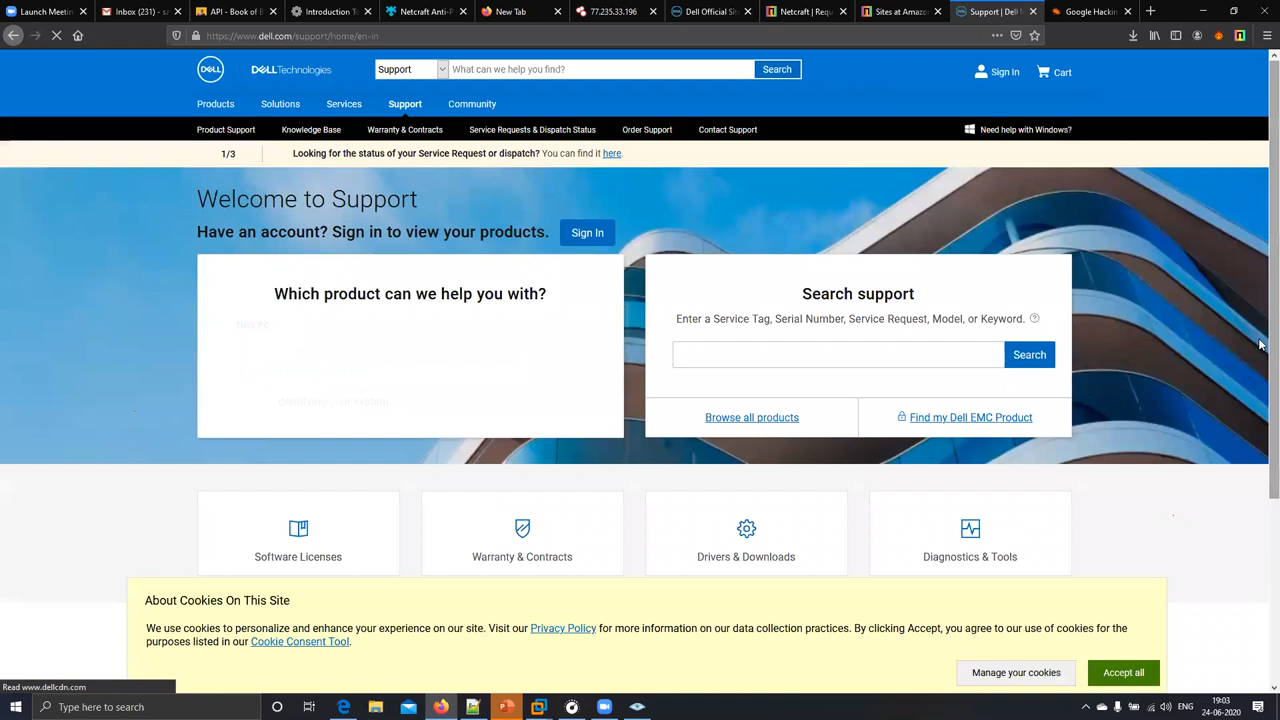 Launch Meetin
Inbox (231) - sa
API - Book of B
Introduction To
Netcraft Anti-P
New Tab
77.235.33.196
Dell Official Sit
Netcraft | Requ
Sites at Amazo
Support | Dell
Google Hackin
https://www.dell.com/support/home/en-in
DELL
DELLTechnologies
Support
What can we help you find?
Search
Sign In
Cart
Products
Solutions
Services
Support
Community
Product Support
Knowledge Base
Warranty & Contracts
Service Requests & Dispatch Status
Order Support
Contact Support
Need help with Windows?
1/3
Looking for the status of your Service Request or dispatch? You can find it here.
Welcome to Support
Have an account? Sign in to view your products.
Sign In
Which product can we help you with?
THIS PC
Search support
Enter a Service Tag, Serial Number, Service Request, Model, or Keyword.
Search
Browse all products
Find my Dell EMC Product
Software Licenses
Warranty & Contracts
Drivers & Downloads
Diagnostics & Tools
About Cookies On This Site
We use cookies to personalize and enhance your experience on our site. Visit our Privacy Policy for more information on our data collection practices. By clicking Accept, you agree to our use of cookies for the
purposes listed in our Cookie Consent Tool.
Manage your cookies
Accept all
Read www.dellcdn.com
Type here to search
ENG
19:03
24-06-2020